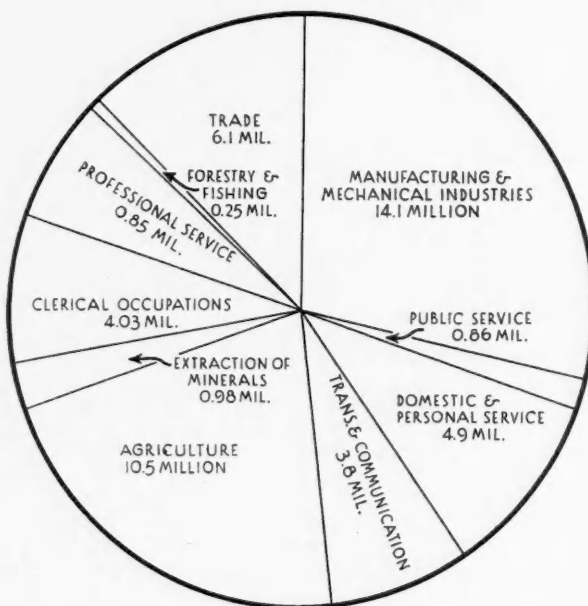 TRADE
6.1 MIL.
FORESTRY &
FISHING
0.25 MIL.
PROFESSIONAL SERVICE
0.85 MIL.
MANUFACTURING &
MECHANICAL INDUSTRIES
14.1 MILLION
CLERICAL OCCUPATIONS
4.03 MIL.
PUBLIC SERVICE
0.86 MIL.
EXTRACTION OF
MINERALS
0.98 MIL.
DOMESTIC &
PERSONAL SERVICE
4.9 MIL.
TRANS. & COMMUNICATION
3.8 MIL.
AGRICULTURE
10.5 MILLION